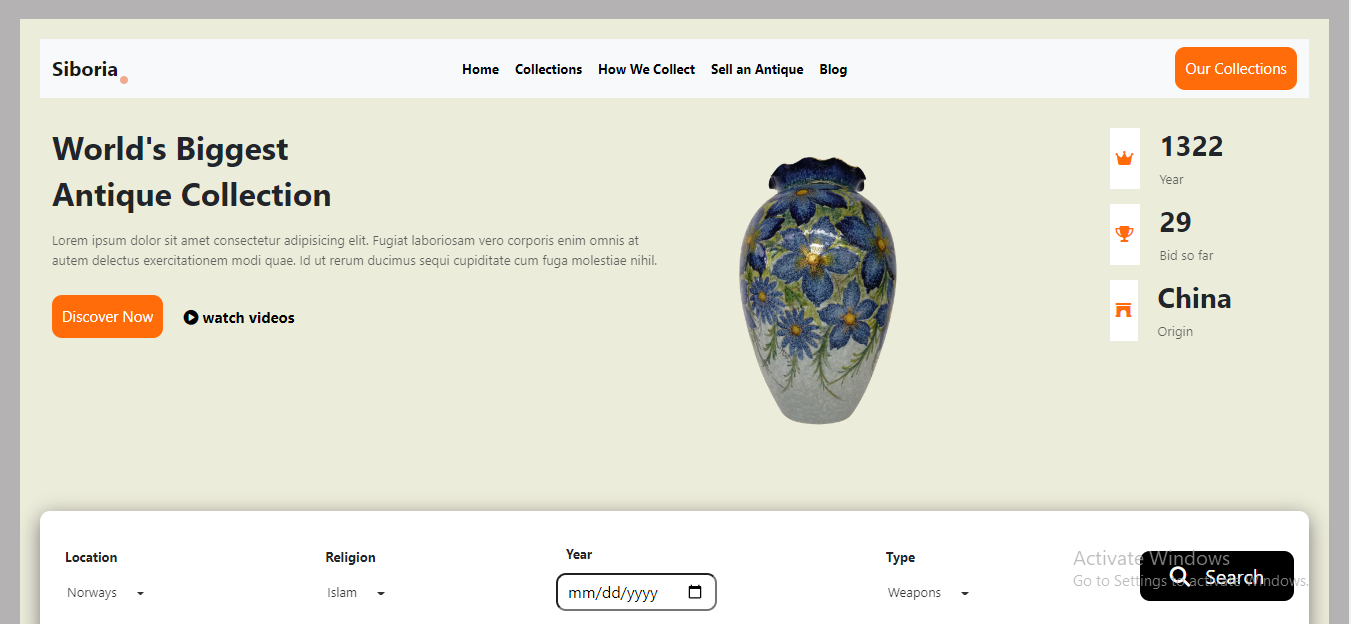 Siboria
Home Collections How We Collect Sell an Antique Blog
Our Collections
World's Biggest
Antique Collection
Lorem ipsum dolor sit amet consectetur adipisicing elit. Fugiat laboriosam vero corporis enim omnis at
autem delectus exercitationem modi quae. Id ut rerum ducimus sequi cupiditate cum fuga molestiae nihil.
Discover Now
watch videos
1322
Year
29
Bid so far
China
Origin
Location
Norways
Religion
Islam
Year
mm/dd/yyyy
Type
Weapons
Search
Activate Windows
Go to Settings to activate Windows.